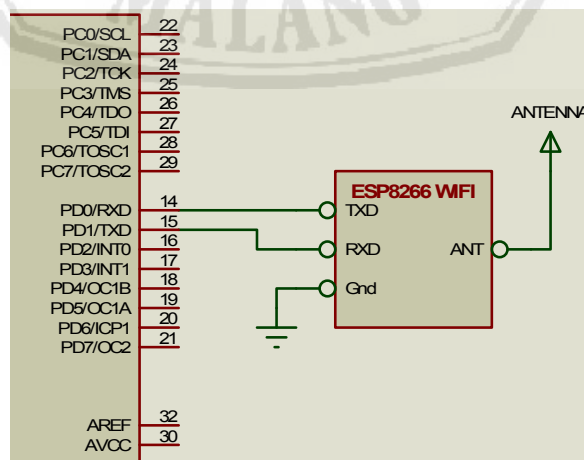 MALANG
PC0/SCL 22
PC1/SDA 23
PC2/TCK 24
PC3/TMS 25
PC4/TDO 26
PC5/TDI 27
PC6/TOSC1 28
PC7/TOSC2 29
PD0/RXD 14
PD1/TXD 15
PD2/INT0 16
PD3/INT1 17
PD4/OC1B 18
PD5/OC1A 19
PD6/ICP1 20
PD7/OC2 21
AREF 32
AVCC 30
ANTENNA
ESP8266 WIFI
TXD
RXD ANT
Gnd